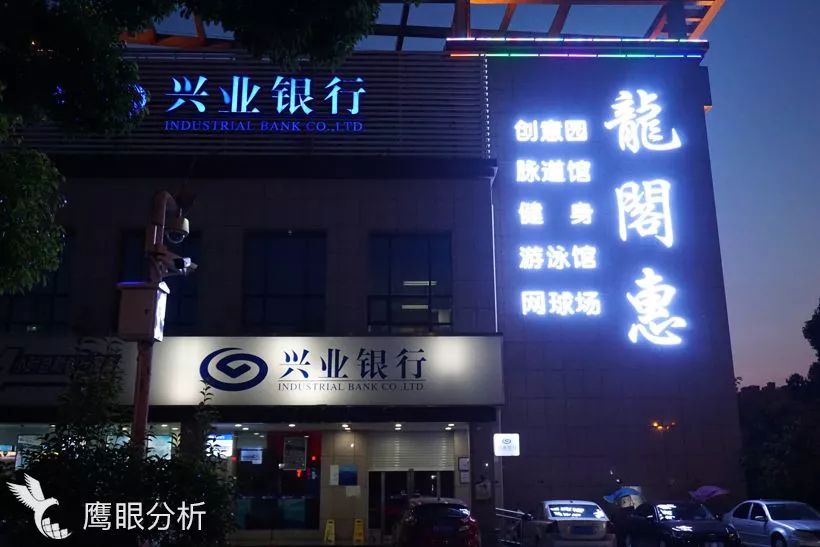 兴业银行
INDUSTRIAL BANK CO.,LTD.
龍閣惠
创意园
脉道馆
健身
游泳馆
网球场
兴业银行
INDUSTRIAL BANK CO.,LTD.
鹰眼分析